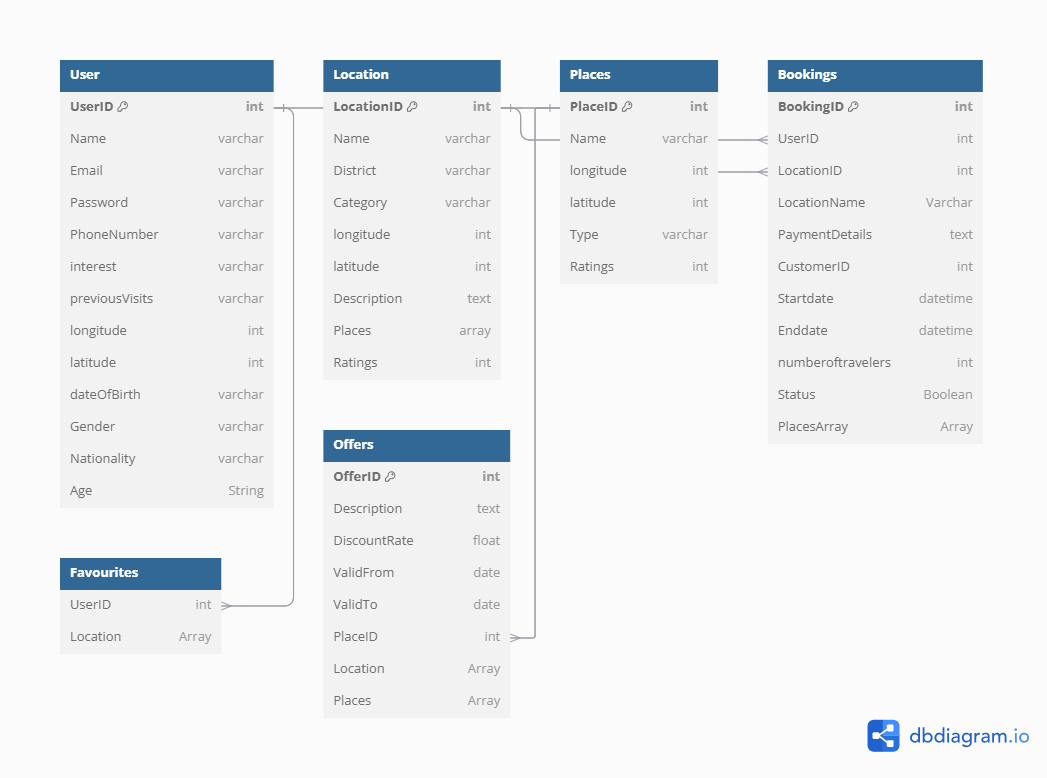 User
UserID int
Name varchar
Email varchar
Password varchar
PhoneNumber varchar
interest varchar
previousVisits varchar
longitude int
latitude int
dateOfBirth varchar
Gender varchar
Nationality varchar
Age String
Favourites
UserID int
Location Array
Location
LocationID int
Name varchar
District varchar
Category varchar
longitude int
latitude int
Description text
Places array
Ratings int
Offers
OfferID int
Description text
DiscountRate float
ValidFrom date
ValidTo date
PlaceID int
Location Array
Places Array
Places
PlaceID int
Name varchar
longitude int
latitude int
Type varchar
Ratings int
Bookings
BookingID int
UserID int
LocationID int
LocationName Varchar
PaymentDetails text
CustomerID int
Startdate datetime
Enddate datetime
numberoftravelers int
Status Boolean
PlacesArray Array
dbdiagram.io